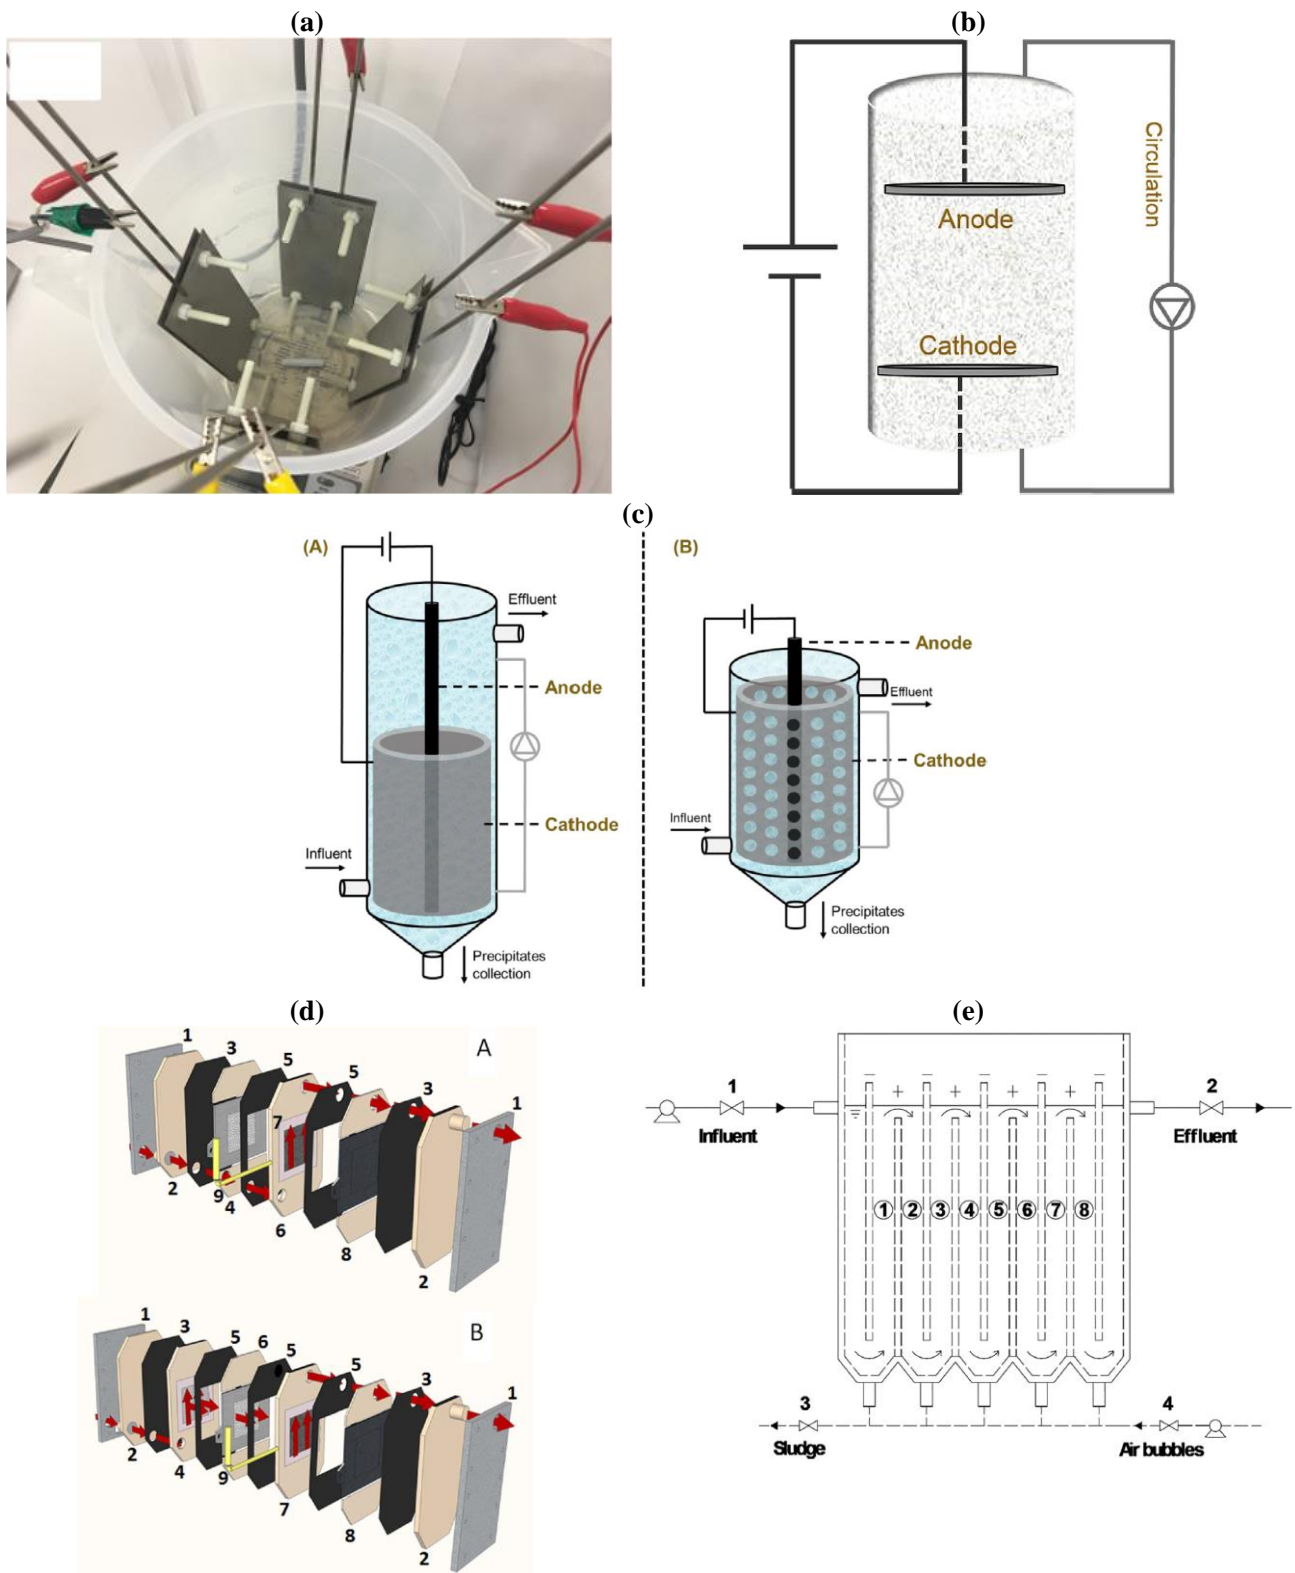 (a)
(b)
Anode
Cathode
Circulation
(c)
(A)
Effluent
Anode
Cathode
Influent
Precipitates
collection
(B)
Anode
Effluent
Cathode
Influent
Precipitates
collection
(d)
A
1
3
5
5
3
1
7
2
9
4
6
8
2
B
1
3
5
6
5
5
3
1
2
4
9
7
8
2
(e)
1
Influent
2
Effluent
+ + + +
1 2 3 4 5 6 7 8
3
Sludge
4
Air bubbles